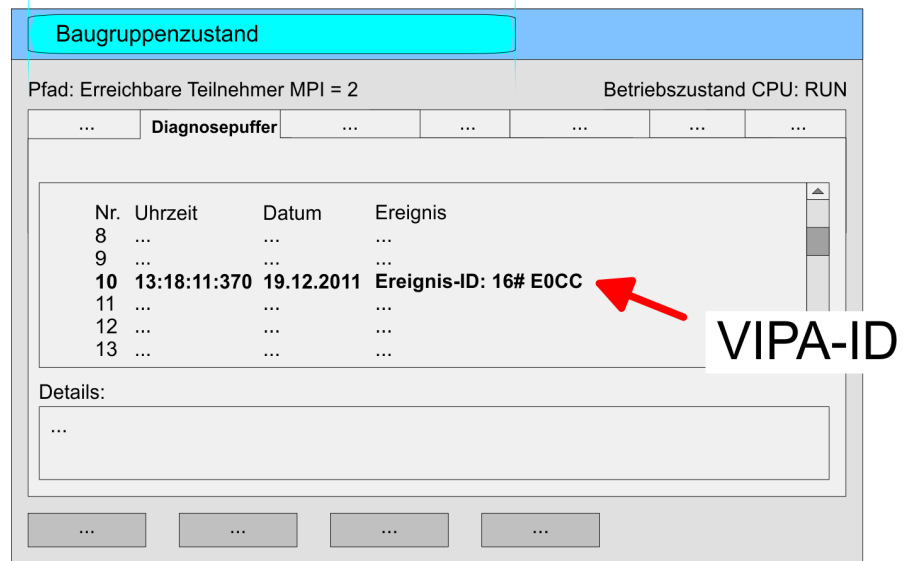 Baugruppenzustand
Pfad: Erreichbare Teilnehmer MPI = 2 Betriebszustand CPU: RUN
... Diagnosepuffer ... ... ... ... ...
Nr. Uhrzeit Datum Ereignis
8 ... ... ...
9 ... ... ...
10 13:18:11:370 19.12.2011 Ereignis-ID: 16# E0CC
11 ... ... ...
12 ... ... ...
13 ... ... ...
VIPA-ID
Details:
...
... ... ... ...